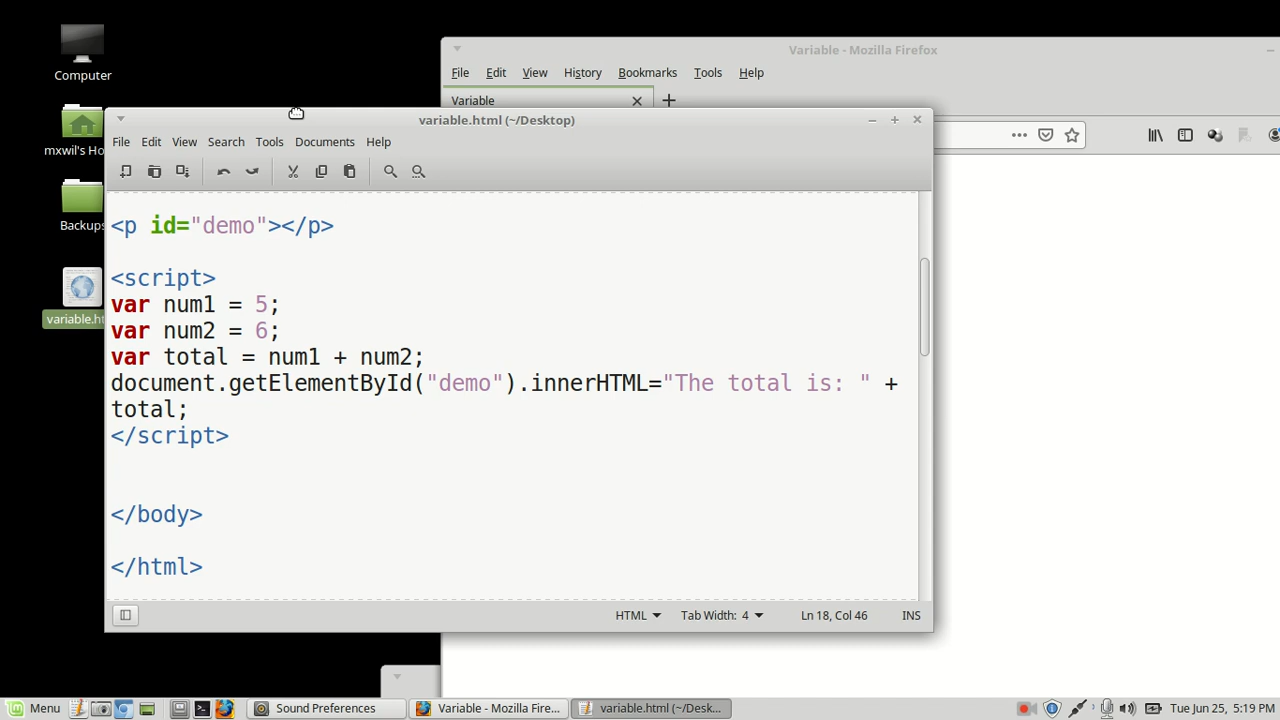 Computer
mxwil's Ho
Backups
variable.ht
Variable - Mozilla Firefox
File Edit View History Bookmarks Tools Help
Variable
variable.html (~/Desktop)
File Edit View Search Tools Documents Help
<p id="demo"></p>
<script>
var num1 = 5;
var num2 = 6;
var total = num1 + num2;
document.getElementById("demo").innerHTML="The total is: " +
total;
</script>
</body>
</html>
HTML Tab Width: 4 Ln 18, Col 46 INS
Menu Sound Preferences Variable - Mozilla Fire... variable.html (~/Desk... Tue Jun 25, 5:19 PM